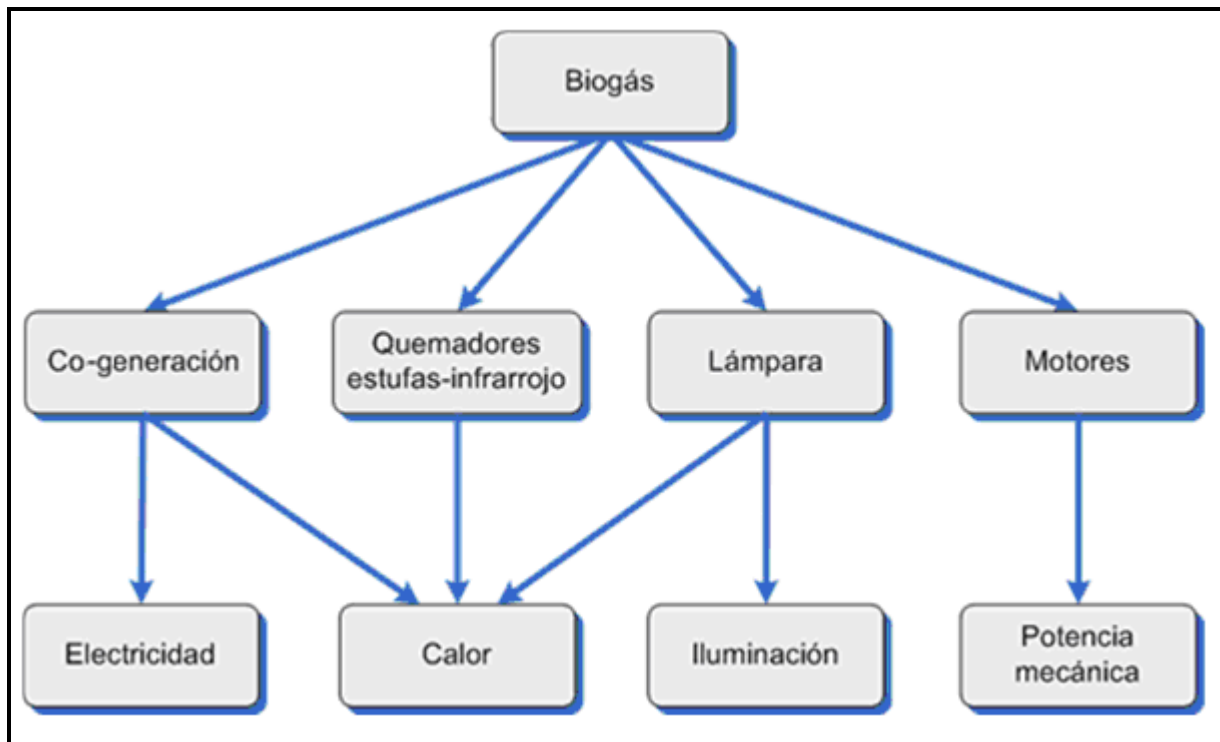 Biogás
Co-generación
Quemadores
estufas-infrarrojo
Lámpara
Motores
Electricidad
Calor
Iluminación
Potencia
mecánica